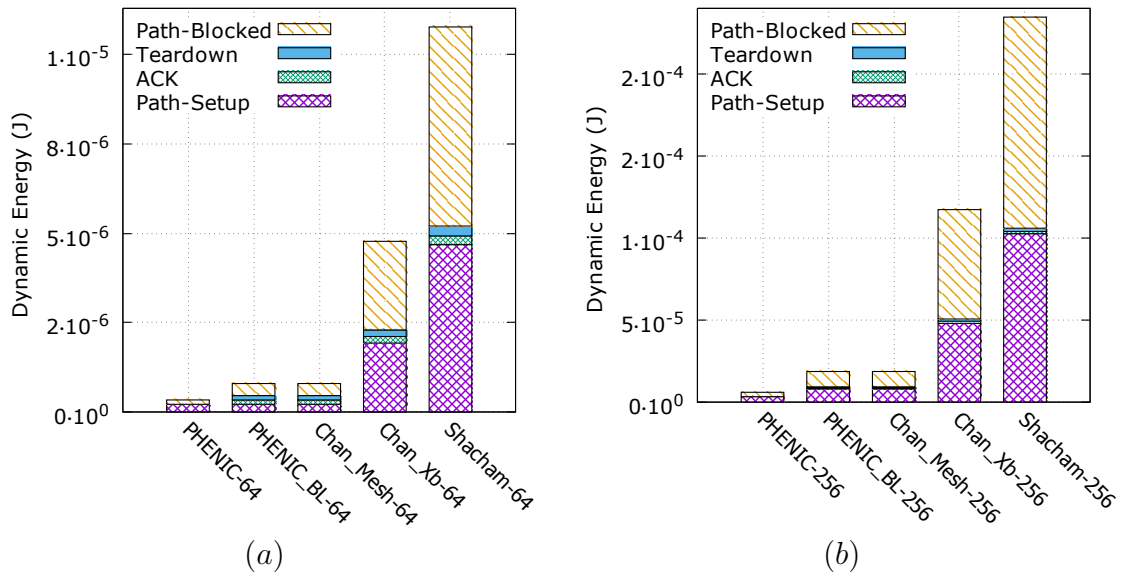 Path-Blocked
Teardown
ACK
Path-Setup
Dynamic Energy (J)
1·10⁻⁵
8·10⁻⁶
5·10⁻⁶
2·10⁻⁶
0·10⁰
PHENIC-64
PHENIC_BL-64
Chan_Mesh-64
Chan_Xb-64
Shacham-64
(a)
Path-Blocked
Teardown
ACK
Path-Setup
Dynamic Energy (J)
2·10⁻⁴
2·10⁻⁴
1·10⁻⁴
5·10⁻⁵
0·10⁰
PHENIC-256
PHENIC_BL-256
Chan_Mesh-256
Chan_Xb-256
Shacham-256
(b)